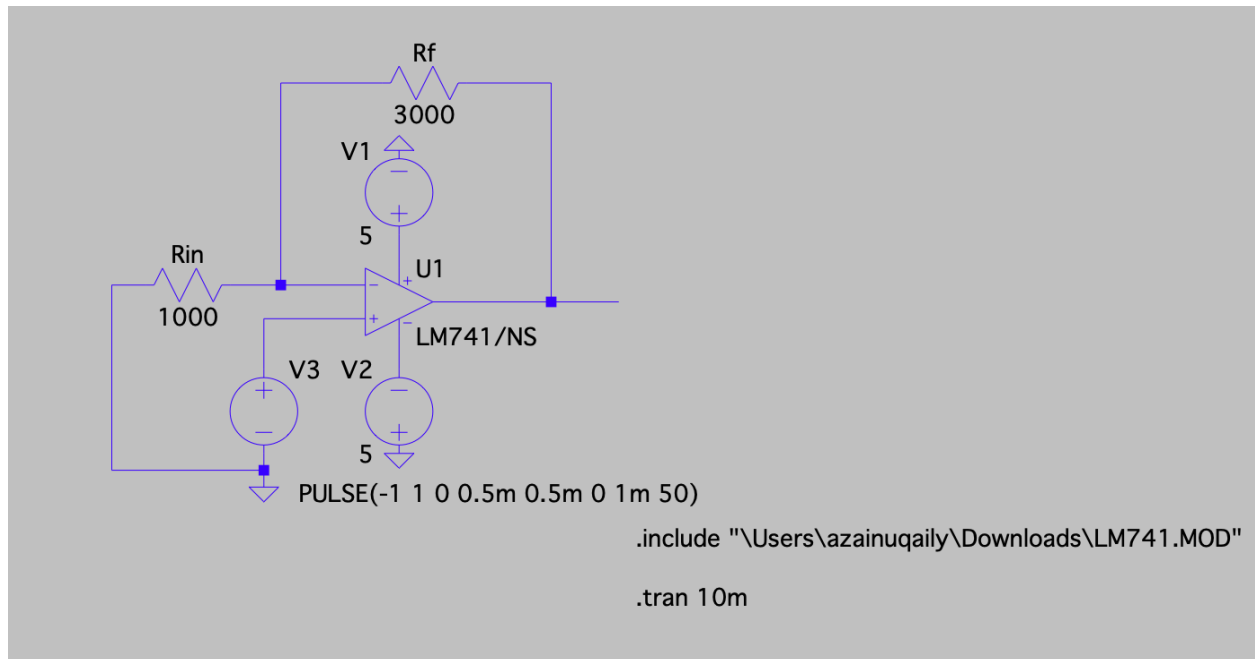 Rf
3000
V1
5
Rin
1000
U1
LM741/NS
V3
V2
5
PULSE(-1 1 0 0.5m 0.5m 0 1m 50)
.include "\Users\azainuqaily\Downloads\LM741.MOD"
.tran 10m